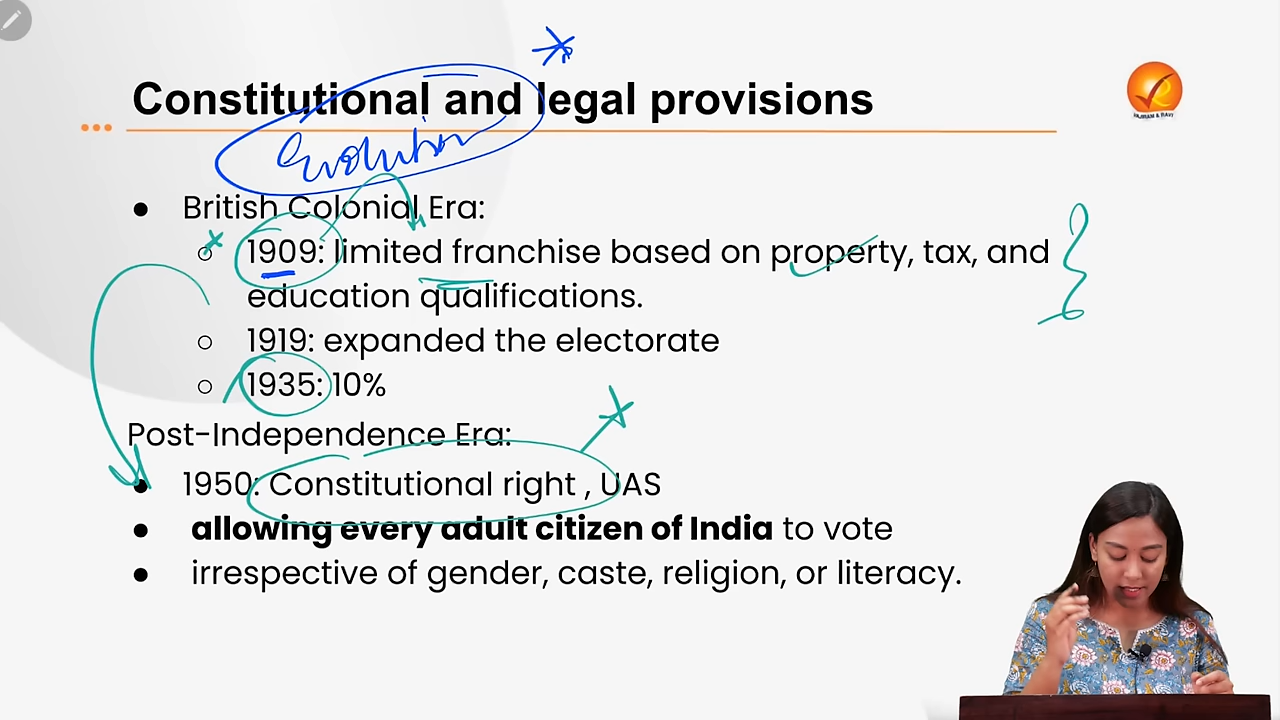 Constitutional and legal provisions
Evolution
VAJIRAM & RAVI
● British Colonial Era:
○ 1909: limited franchise based on property, tax, and
education qualifications.
○ 1919: expanded the electorate
○ 1935: 10%
Post-Independence Era:
● 1950: Constitutional right , UAS
● allowing every adult citizen of India to vote
● irrespective of gender, caste, religion, or literacy.